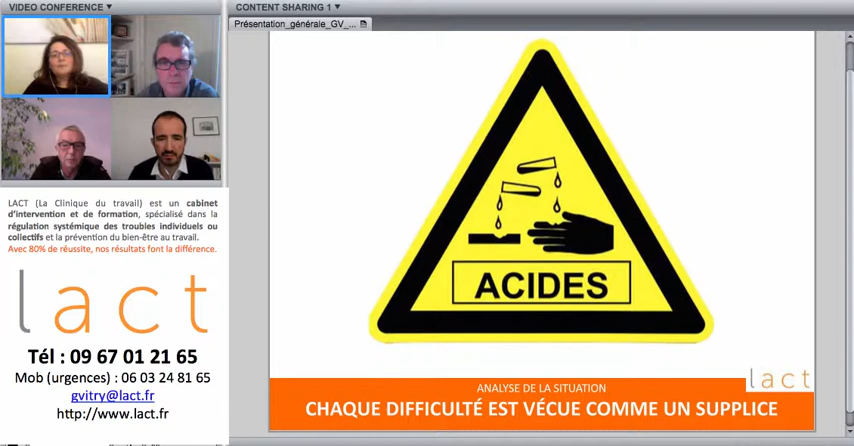 VIDEO CONFERENCE
CONTENT SHARING 1
Présentation_générale_GV_...
ACIDES
LACT (La Clinique du travail) est un cabinet
d'intervention et de formation, spécialisé dans la
régulation systémique des troubles individuels ou
collectifs et la prévention du bien-être au travail.
Avec 80% de réussite, nos résultats font la différence.
lact
Tél : 09 67 01 21 65
Mob (urgences) : 06 03 24 81 65
gvitry@lact.fr
http://www.lact.fr
lact
ANALYSE DE LA SITUATION
CHAQUE DIFFICULTÉ EST VÉCUE COMME UN SUPPLICE